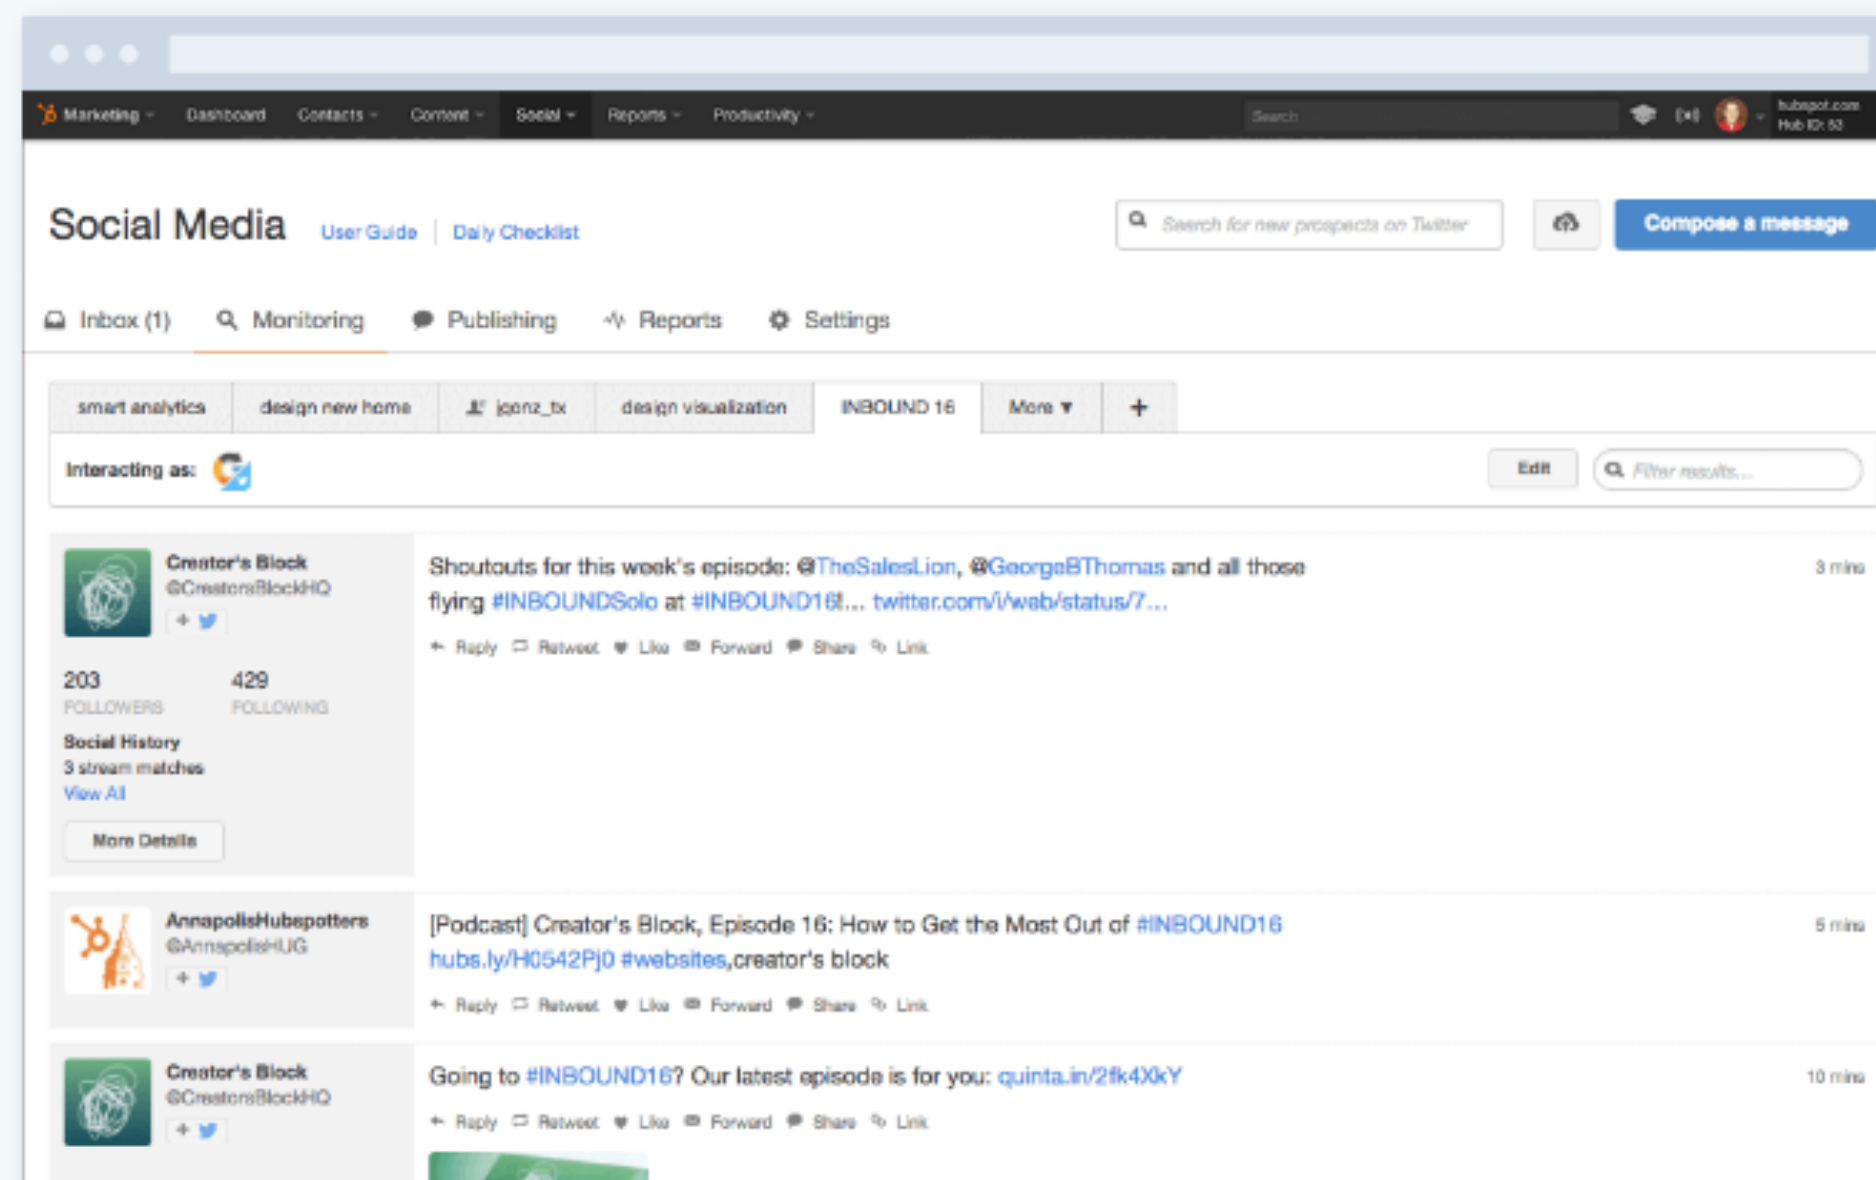 Marketing Dashboard Contacts Content Social Reports Productivity Search hubspot.com
Hub ID: 53
Social Media User Guide Daily Checklist Search for new prospects on Twitter Compose a message
Inbox (1) Monitoring Publishing Reports Settings
smart analytics design new home jgonz_tx design visualization INBOUND 16 More +
Interacting as: Edit Filter results...
Creator's Block
@CreatorsBlockHQ
+
Shoutouts for this week's episode: @TheSalesLion, @GeorgeBThomas and all those
flying #INBOUNDSolo at #INBOUND16!... twitter.com/i/web/status/7...
3 mins
Reply Retweet Like Forward Share Link
203 429
FOLLOWERS FOLLOWING
Social History
3 stream matches
View All
More Details
AnnapolisHubspotters
@AnnapolisHUG
+
[Podcast] Creator's Block, Episode 16: How to Get the Most Out of #INBOUND16
hubs.ly/H0542Pj0 #websites,creator's block
5 mins
Reply Retweet Like Forward Share Link
Creator's Block
@CreatorsBlockHQ
+
Going to #INBOUND16? Our latest episode is for you: quinta.in/2fk4XkY
10 mins
Reply Retweet Like Forward Share Link